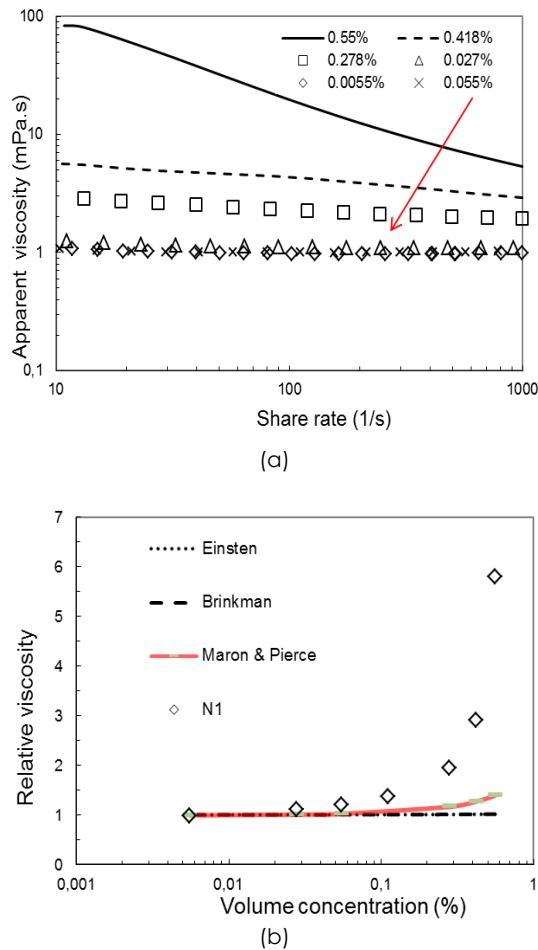 100
0.55%
0.418%
0.278%
0.027%
0.0055%
0.055%
10
1
0,1
Apparent viscosity (mPa.s)
10
100
1000
Share rate (1/s)
(a)
7
6
5
4
3
2
1
0
Einsten
Brinkman
Maron & Pierce
N1
Relative viscosity
0,001
0,01
0,1
1
Volume concentration (%)
(b)